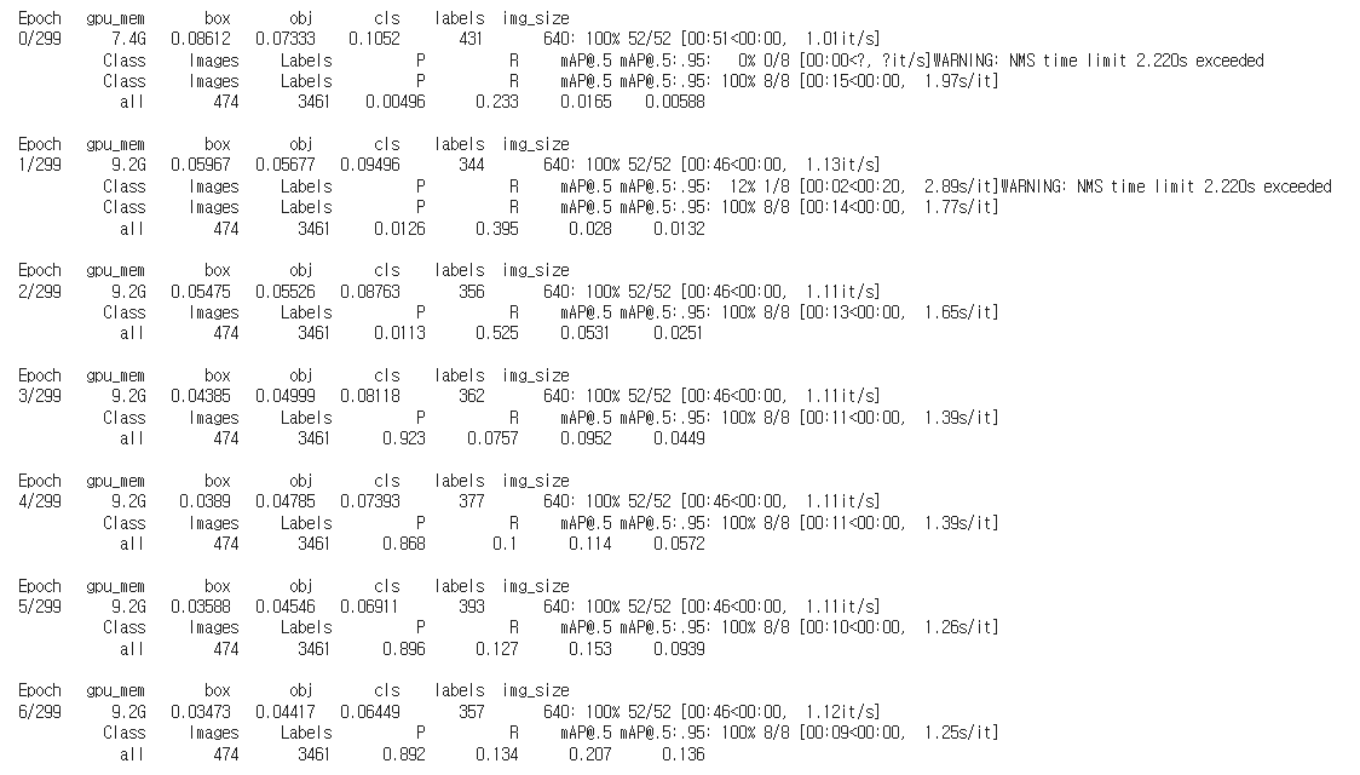 Epoch gpu_mem box obj cls labels img_size
0/299 7.4G 0.08612 0.07333 0.1052 431 640: 100% 52/52 [00:51<00:00, 1.01it/s]
Class Images Labels P R mAP@.5 mAP@.5:.95: 0% 0/8 [00:00<?, ?it/s]WARNING: NMS time limit 2.220s exceeded
Class Images Labels P R mAP@.5 mAP@.5:.95: 100% 8/8 [00:15<00:00, 1.97s/it]
all 474 3461 0.00496 0.233 0.0165 0.00588
Epoch gpu_mem box obj cls labels img_size
1/299 9.2G 0.05967 0.05677 0.09496 344 640: 100% 52/52 [00:46<00:00, 1.13it/s]
Class Images Labels P R mAP@.5 mAP@.5:.95: 12% 1/8 [00:02<00:20, 2.89s/it]WARNING: NMS time limit 2.220s exceeded
Class Images Labels P R mAP@.5 mAP@.5:.95: 100% 8/8 [00:14<00:00, 1.77s/it]
all 474 3461 0.0126 0.395 0.028 0.0132
Epoch gpu_mem box obj cls labels img_size
2/299 9.2G 0.05475 0.05526 0.08763 356 640: 100% 52/52 [00:46<00:00, 1.11it/s]
Class Images Labels P R mAP@.5 mAP@.5:.95: 100% 8/8 [00:13<00:00, 1.65s/it]
all 474 3461 0.0113 0.525 0.0531 0.0251
Epoch gpu_mem box obj cls labels img_size
3/299 9.2G 0.04385 0.04999 0.08118 362 640: 100% 52/52 [00:46<00:00, 1.11it/s]
Class Images Labels P R mAP@.5 mAP@.5:.95: 100% 8/8 [00:11<00:00, 1.39s/it]
all 474 3461 0.923 0.0757 0.0952 0.0449
Epoch gpu_mem box obj cls labels img_size
4/299 9.2G 0.0389 0.04785 0.07393 377 640: 100% 52/52 [00:46<00:00, 1.11it/s]
Class Images Labels P R mAP@.5 mAP@.5:.95: 100% 8/8 [00:11<00:00, 1.39s/it]
all 474 3461 0.868 0.1 0.114 0.0572
Epoch gpu_mem box obj cls labels img_size
5/299 9.2G 0.03588 0.04546 0.06911 393 640: 100% 52/52 [00:46<00:00, 1.11it/s]
Class Images Labels P R mAP@.5 mAP@.5:.95: 100% 8/8 [00:10<00:00, 1.26s/it]
all 474 3461 0.896 0.127 0.153 0.0939
Epoch gpu_mem box obj cls labels img_size
6/299 9.2G 0.03473 0.04417 0.06449 357 640: 100% 52/52 [00:46<00:00, 1.12it/s]
Class Images Labels P R mAP@.5 mAP@.5:.95: 100% 8/8 [00:09<00:00, 1.25s/it]
all 474 3461 0.892 0.134 0.207 0.136